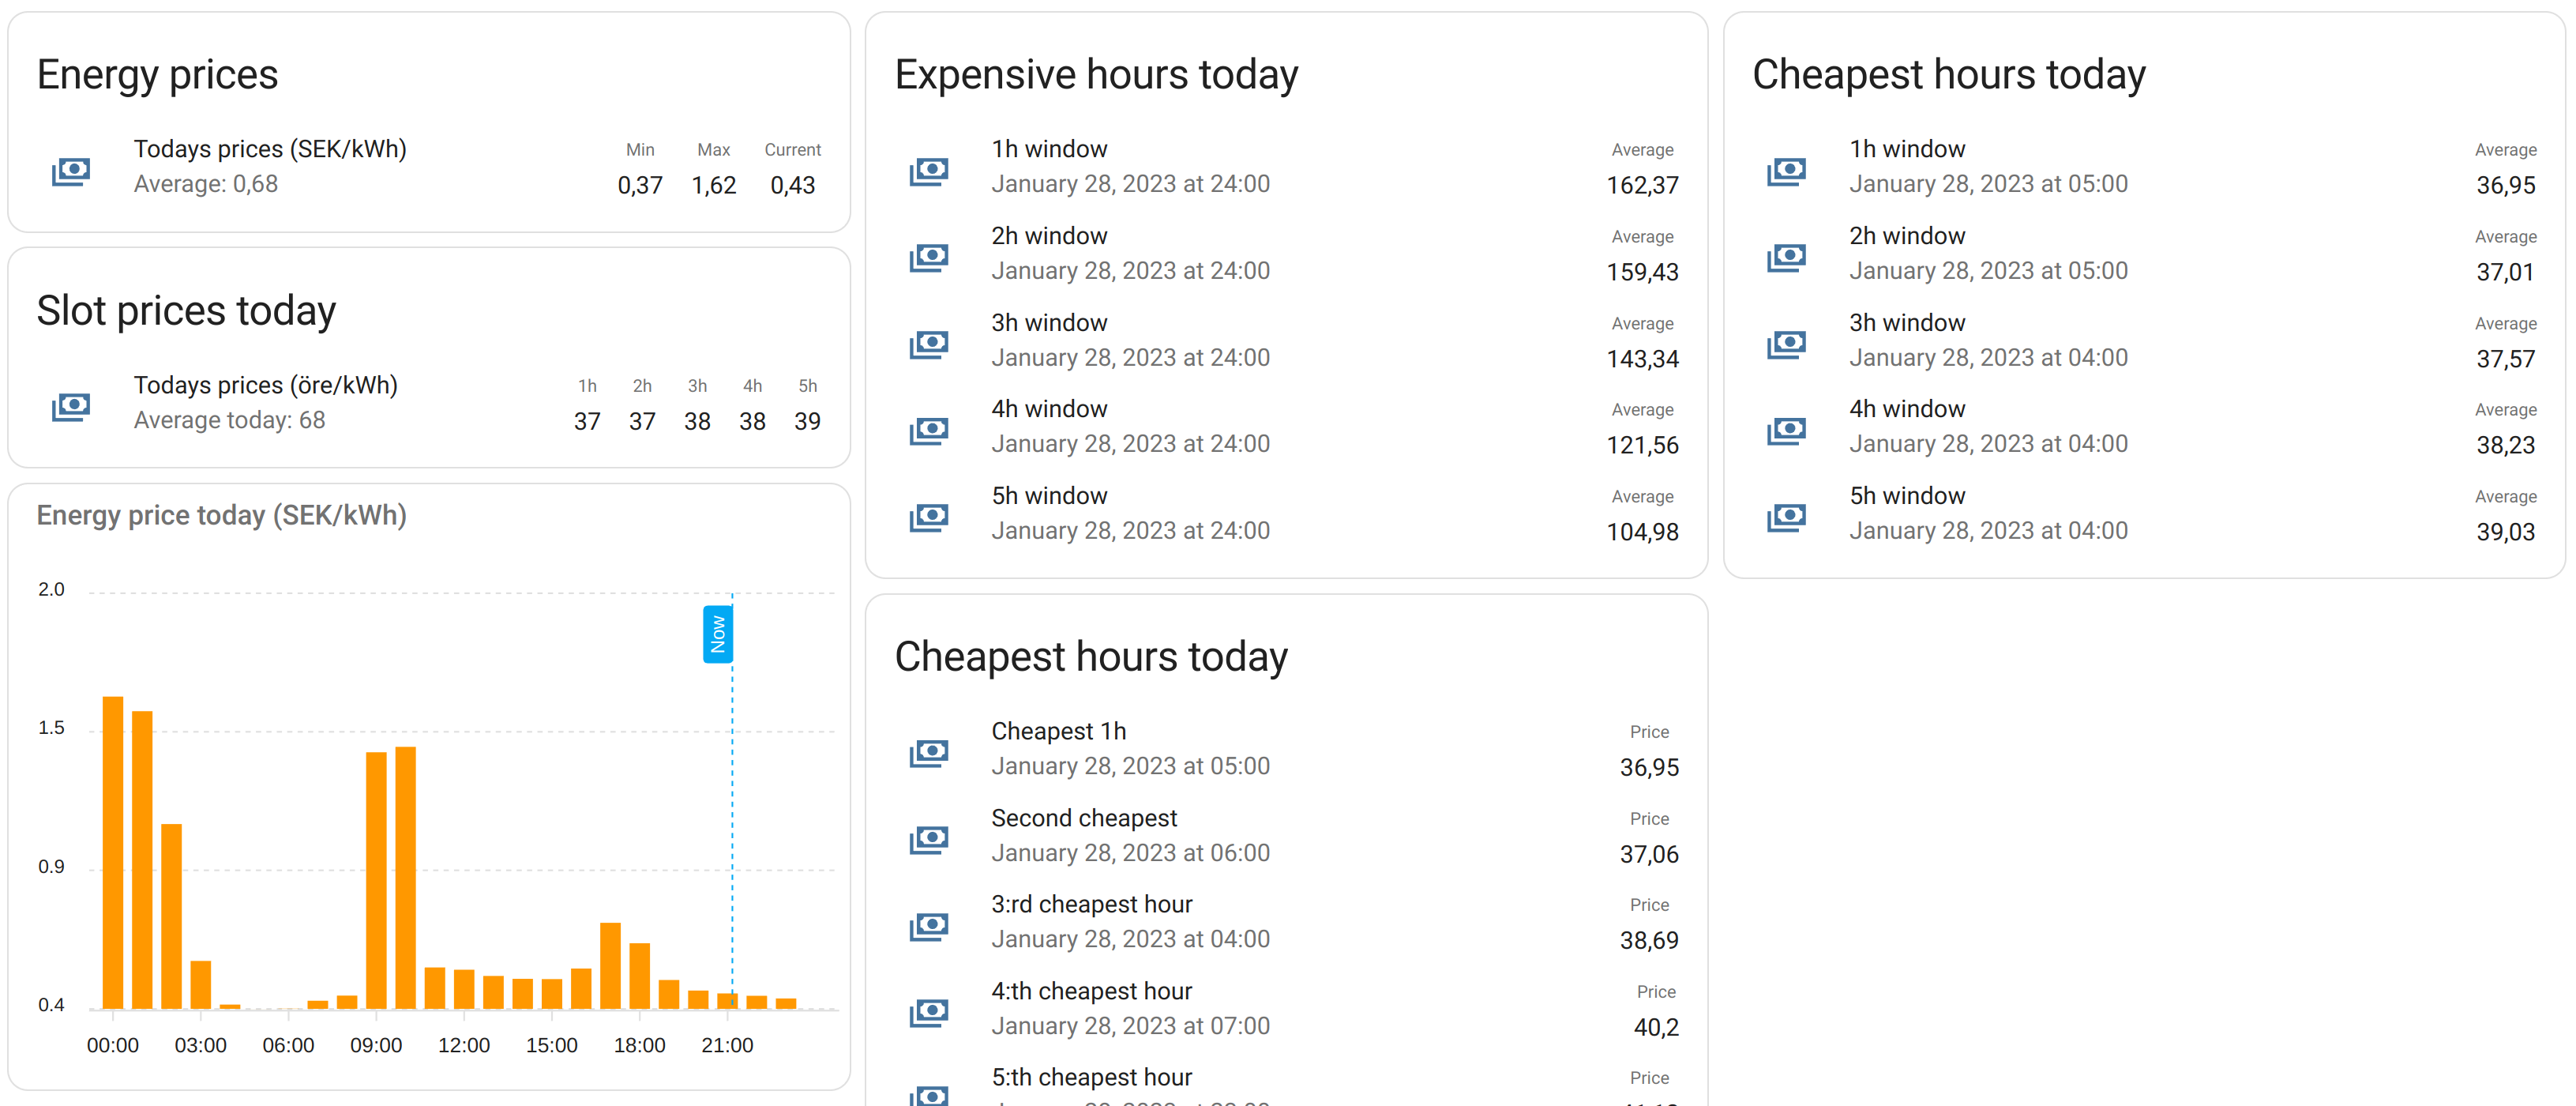 Energy prices
Todays prices (SEK/kWh)
Average: 0,68
Min Max Current
0,37 1,62 0,43
Slot prices today
Todays prices (öre/kWh)
Average today: 68
1h 2h 3h 4h 5h
37 37 38 38 39
Energy price today (SEK/kWh)
2.0
1.5
0.9
0.4
Now
00:00 03:00 06:00 09:00 12:00 15:00 18:00 21:00
Expensive hours today
1h window
January 28, 2023 at 24:00
Average
162,37
2h window
January 28, 2023 at 24:00
Average
159,43
3h window
January 28, 2023 at 24:00
Average
143,34
4h window
January 28, 2023 at 24:00
Average
121,56
5h window
January 28, 2023 at 24:00
Average
104,98
Cheapest hours today
Cheapest 1h
January 28, 2023 at 05:00
Price
36,95
Second cheapest
January 28, 2023 at 06:00
Price
37,06
3:rd cheapest hour
January 28, 2023 at 04:00
Price
38,69
4:th cheapest hour
January 28, 2023 at 07:00
Price
40,2
5:th cheapest hour
Price
Cheapest hours today
1h window
January 28, 2023 at 05:00
Average
36,95
2h window
January 28, 2023 at 05:00
Average
37,01
3h window
January 28, 2023 at 04:00
Average
37,57
4h window
January 28, 2023 at 04:00
Average
38,23
5h window
January 28, 2023 at 04:00
Average
39,03